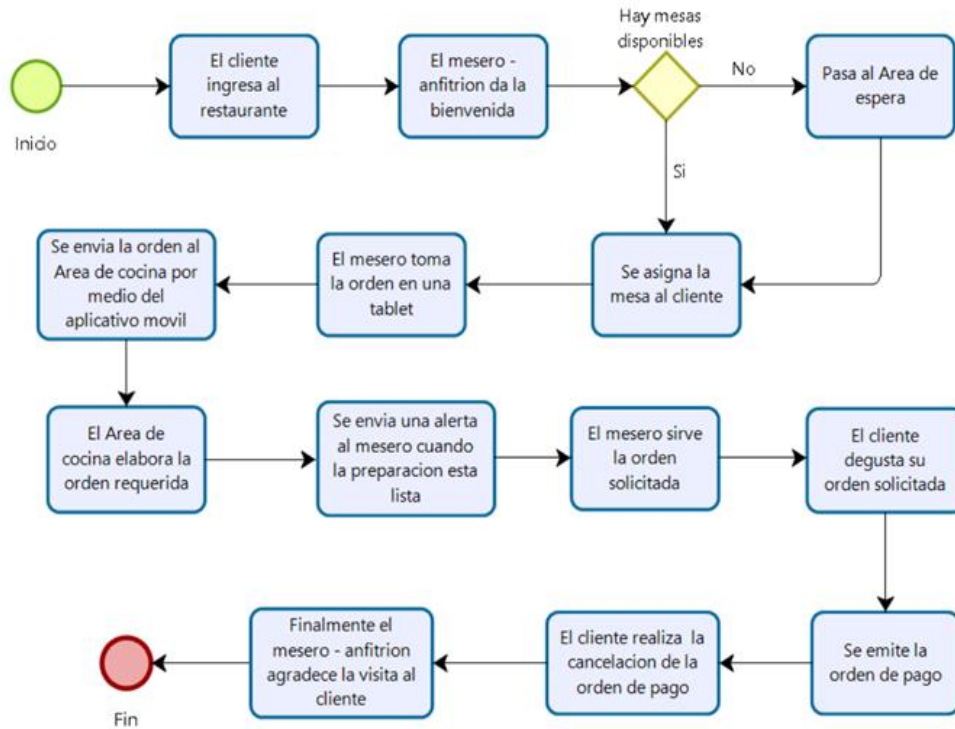 Hay mesas
disponibles
El cliente
ingresa al
restaurante
El mesero -
anfitrion da la
bienvenida
No
Pasa al Area de
espera
Inicio
Si
Se envia la orden al
Area de cocina por
medio del
aplicativo movil
El mesero toma
la orden en una
tablet
Se asigna la
mesa al cliente
El Area de
cocina elabora la
orden requerida
Se envia una alerta
al mesero cuando
la preparacion esta
lista
El mesero sirve
la orden
solicitada
El cliente
degusta su
orden solicitada
Finalmente el
mesero - anfitrion
agradece la visita al
cliente
El cliente realiza la
cancelacion de la
orden de pago
Se emite la
orden de pago
Fin